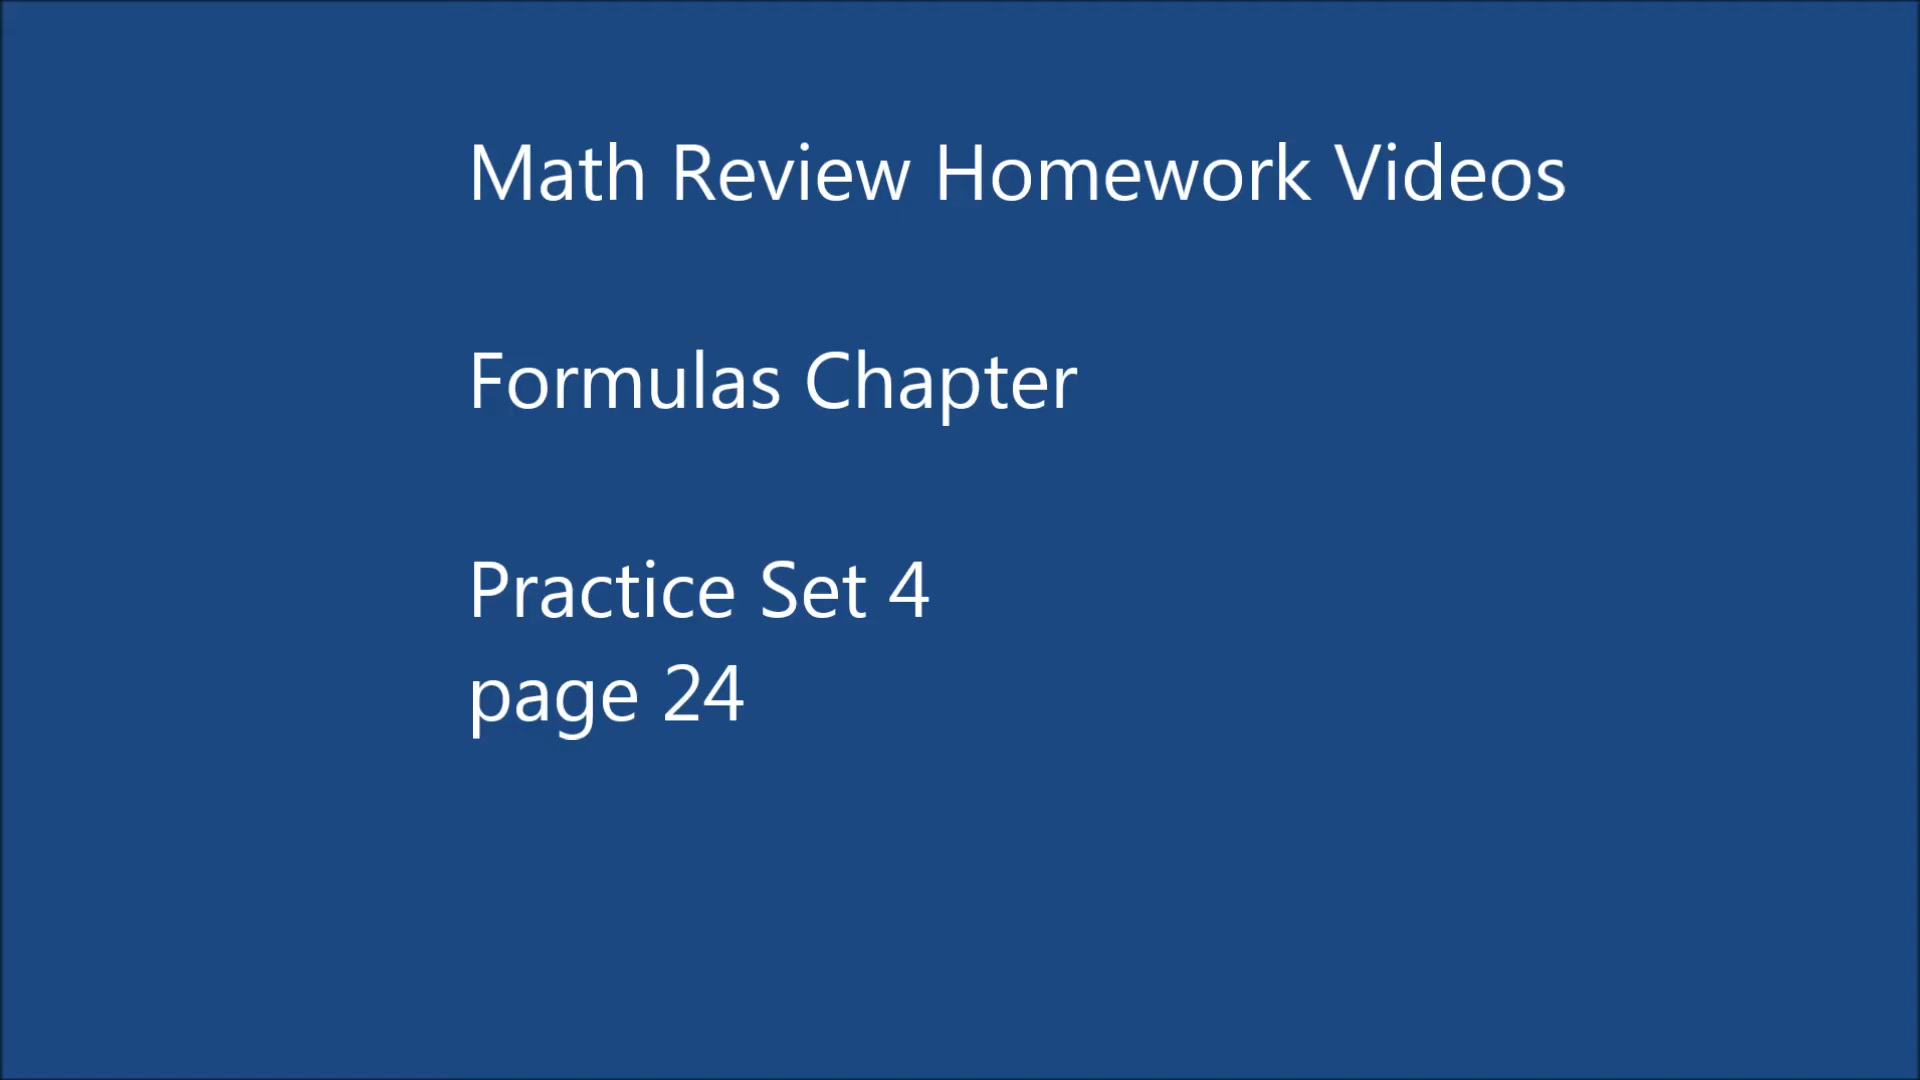 Math Review Homework Videos
Formulas Chapter
Practice Set 4
page 24